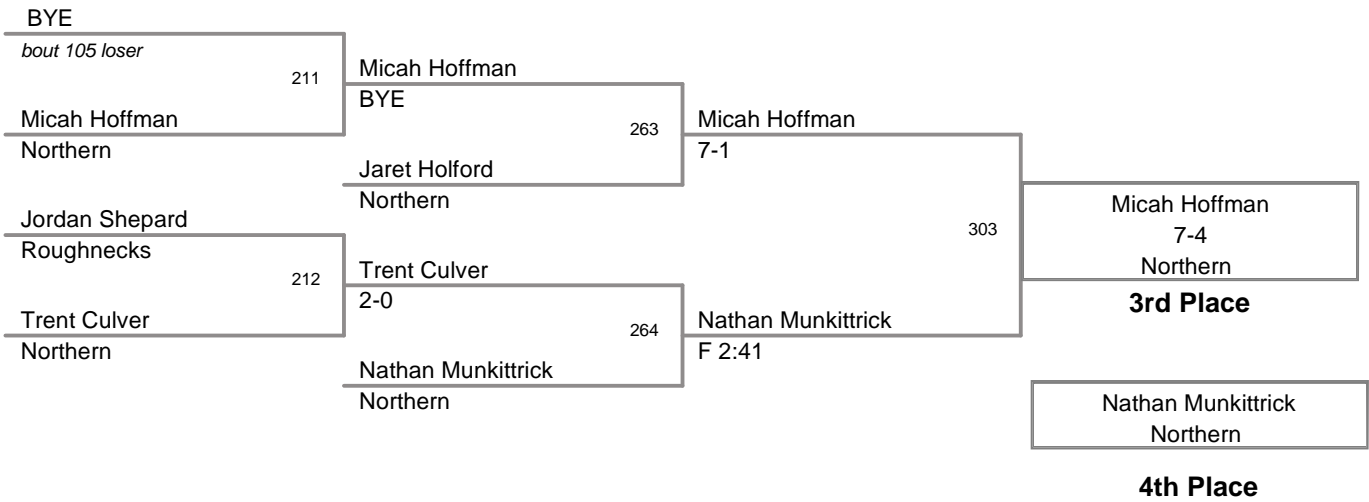 BYE
bout 105 loser
211
Micah Hoffman
Northern
Micah Hoffman
BYE
263
Jaret Holford
Northern
Jordan Shepard
Roughnecks
212
Trent Culver
Northern
Trent Culver
2-0
264
Nathan Munkittrick
Northern
Micah Hoffman
7-1
303
Nathan Munkittrick
F 2:41
Micah Hoffman
7-4
Northern
3rd Place
Nathan Munkittrick
Northern
4th Place